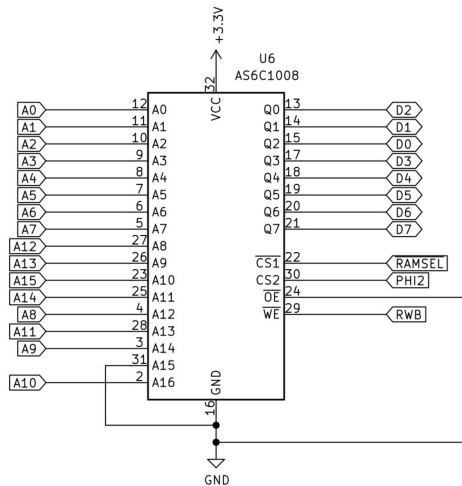 +3.3V
U6
AS6C1008
32
VCC
A0 12 A0 Q0 13 D2
A1 11 A1 Q1 14 D1
A2 10 A2 Q2 15 D0
A3 9 A3 Q3 17 D3
A4 8 A4 Q4 18 D4
A5 7 A5 Q5 19 D5
A6 6 A6 Q6 20 D6
A7 5 A7 Q7 21 D7
A12 27 A8
A13 26 A9 CS1 22 RAMSEL
A15 23 A10 CS2 30 PHI2
A14 25 A11 OE 24
A8 4 A12 WE 29 RWB
A11 28 A13
A9 3 A14
31 A15
A10 2 A16
GND
16
GND